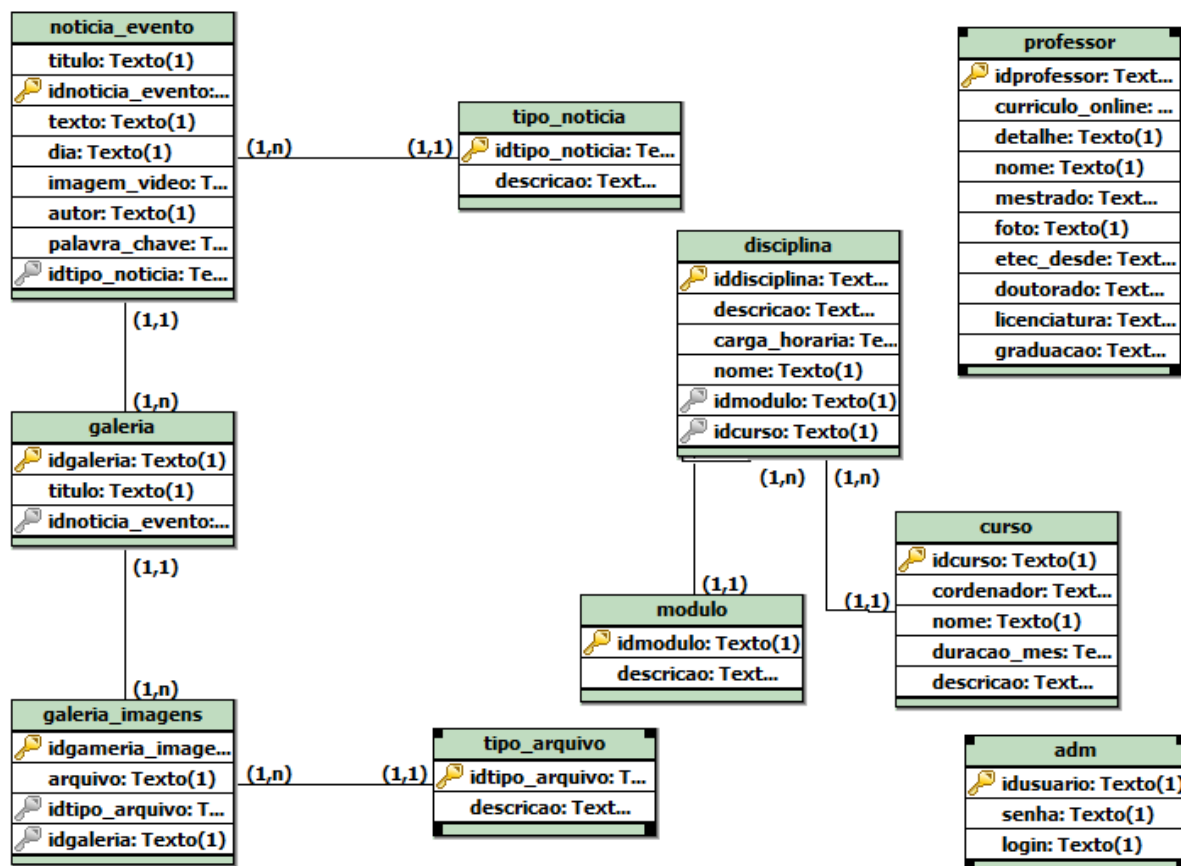 noticia_evento
titulo: Texto(1)
idnoticia_evento:...
texto: Texto(1)
dia: Texto(1)
imagem_video: T...
autor: Texto(1)
palavra_chave: T...
idtipo_noticia: Te...
(1,n)
(1,1)
tipo_noticia
idtipo_noticia: Te...
descricao: Text...
professor
idprofessor: Text...
curriculo_online: ...
detalhe: Texto(1)
nome: Texto(1)
mestrado: Text...
foto: Texto(1)
etec_desde: Text...
doutorado: Text...
licenciatura: Text...
graduacao: Text...
disciplina
iddisciplina: Text...
descricao: Text...
carga_horaria: Te...
nome: Texto(1)
idmodulo: Texto(1)
idcurso: Texto(1)
(1,1)
(1,n)
galeria
idgaleria: Texto(1)
titulo: Texto(1)
idnoticia_evento:...
(1,n)
(1,n)
curso
idcurso: Texto(1)
cordenador: Text...
nome: Texto(1)
duracao_mes: Te...
descricao: Text...
(1,1)
(1,1)
(1,1)
modulo
idmodulo: Texto(1)
descricao: Text...
(1,n)
galeria_imagens
idgameria_image...
arquivo: Texto(1)
idtipo_arquivo: T...
idgaleria: Texto(1)
(1,n)
(1,1)
tipo_arquivo
idtipo_arquivo: T...
descricao: Text...
adm
idusuario: Texto(1)
senha: Texto(1)
login: Texto(1)